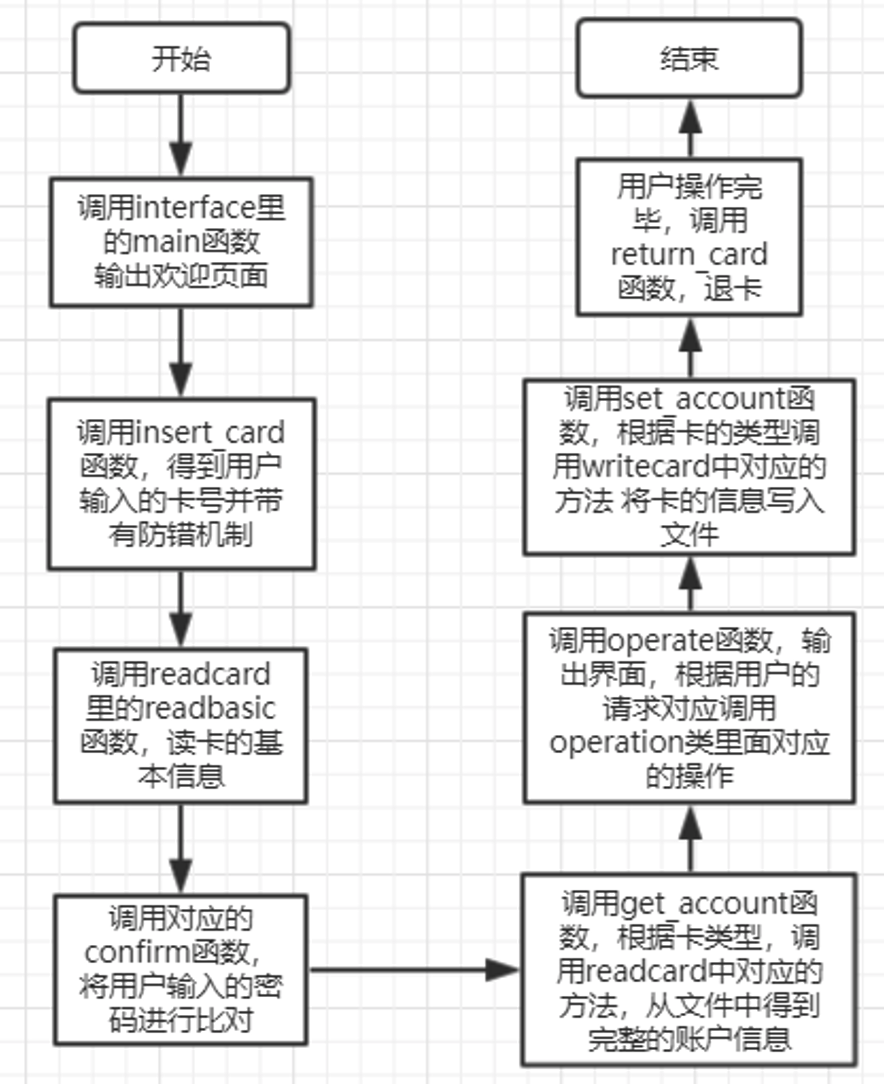 开始
调用interface里
的main函数
输出欢迎页面
调用insert_card
函数，得到用户
输入的卡号并带
有防错机制
调用readcard
里的readbasic
函数，读卡的基
本信息
调用对应的
confirm函数，
将用户输入的密
码进行比对
调用get_account函
数，根据卡类型，调
用readcard中对应的
方法，从文件中得到
完整的账户信息
调用operate函数，输
出界面，根据用户的
请求对应调用
operation类里面对应
的操作
调用set_account函
数，根据卡的类型调
用writecard中对应的
方法 将卡的信息写入
文件
用户操作完
毕，调用
return_card
函数，退卡
结束